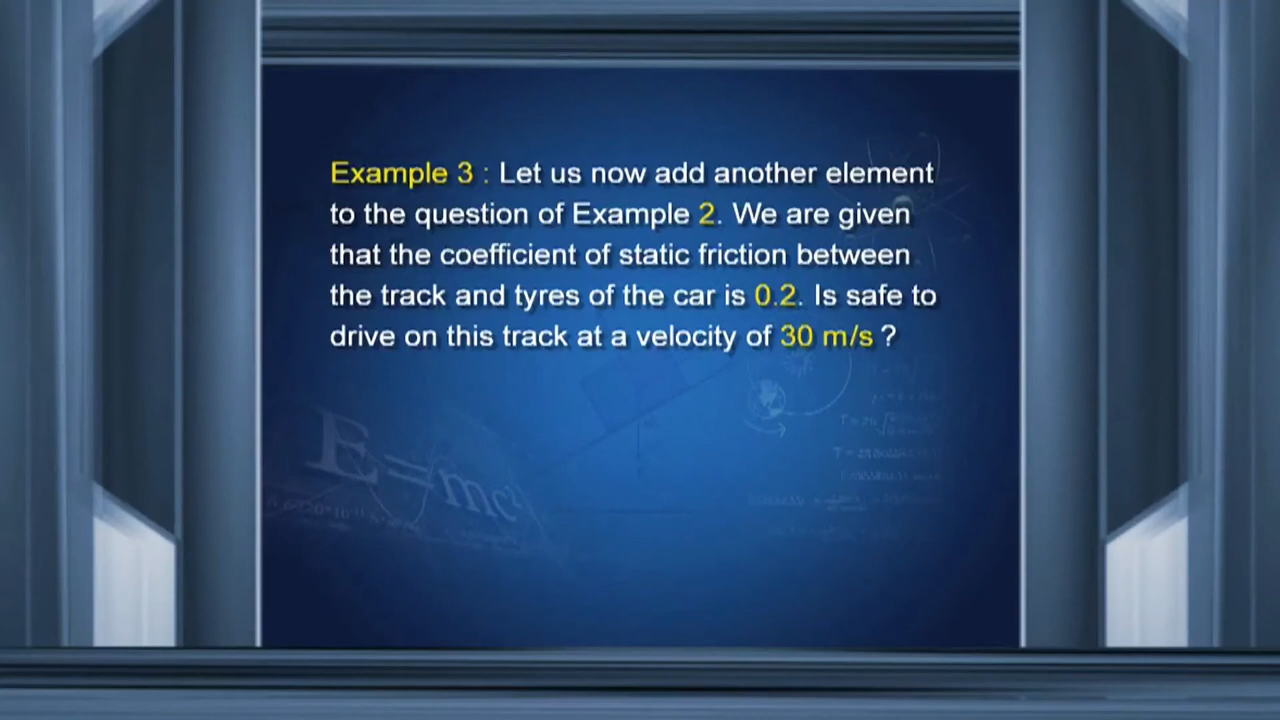 Example 3 : Let us now add another element
to the question of Example 2. We are given
that the coefficient of static friction between
the track and tyres of the car is 0.2. Is safe to
drive on this track at a velocity of 30 m/s ?
E=mc²